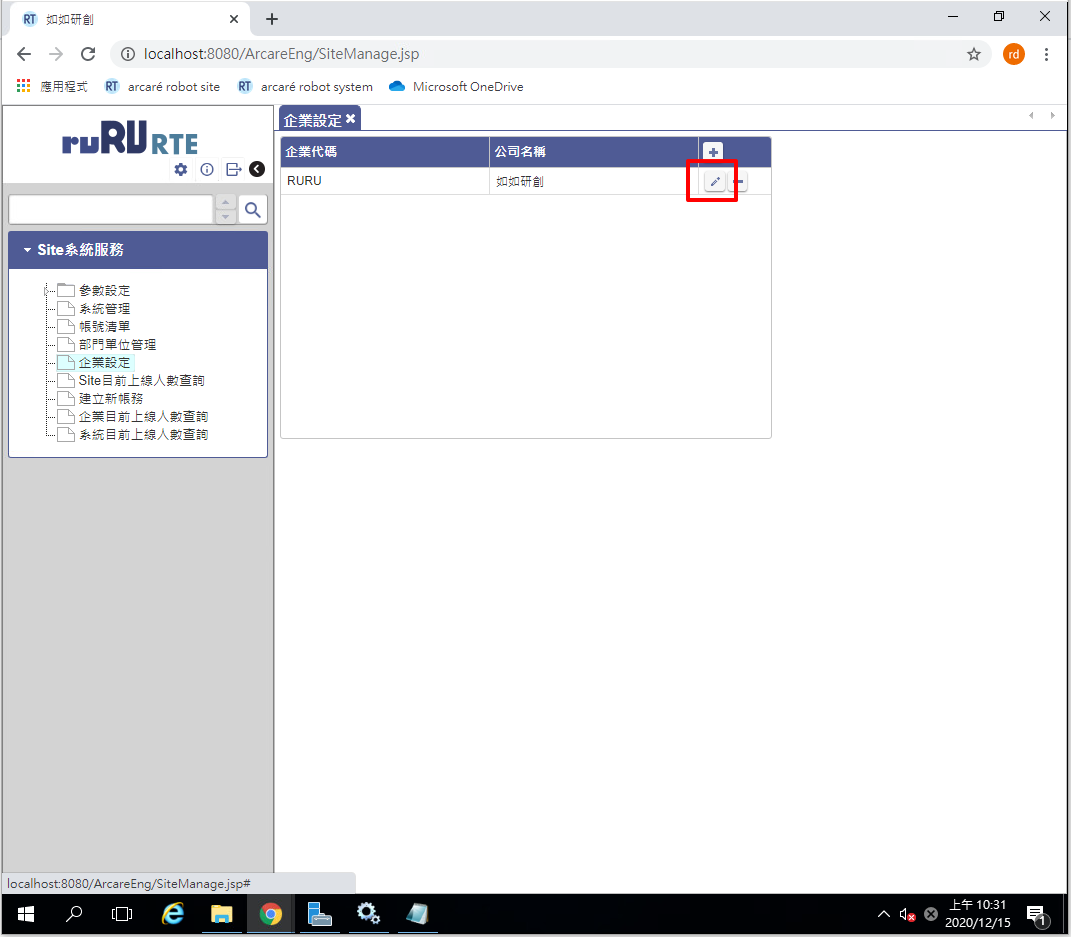 如如研創
localhost:8080/ArcareEng/SiteManage.jsp
rd
應用程式 RT arcaré robot site RT arcaré robot system Microsoft OneDrive
ruRU RTE
企業設定
企業代碼 公司名稱
RURU 如如研創
Site系統服務
參數設定
系統管理
帳號清單
部門單位管理
企業設定
Site目前上線人數查詢
建立新帳務
企業目前上線人數查詢
系統目前上線人數查詢
localhost:8080/ArcareEng/SiteManage.jsp#
上午 10:31
2020/12/15
1